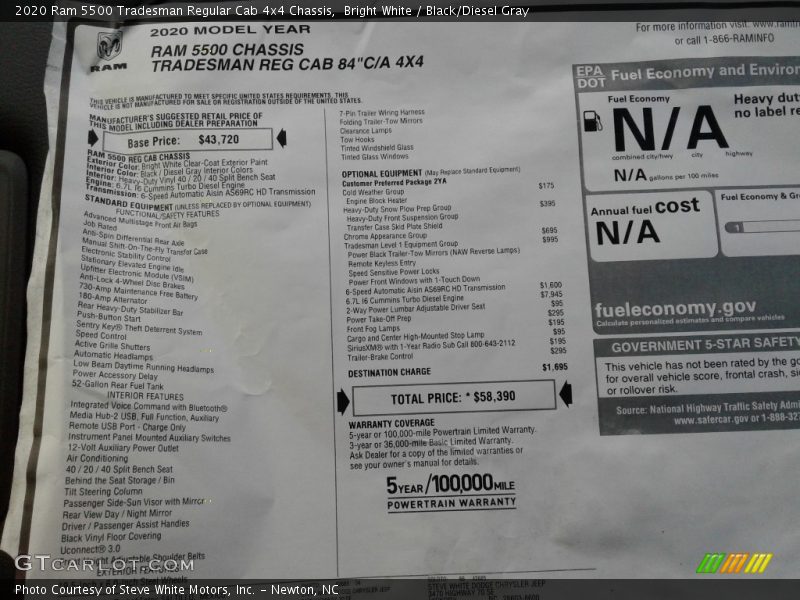 2020 Ram 5500 Tradesman Regular Cab 4x4 Chassis,  Bright White / Black/Diesel Gray
RAM
2020 MODEL YEAR
RAM 5500 CHASSIS
TRADESMAN REG CAB 84"C/A 4X4
For more information visit: www.ramtr
or call 1-866-RAMINFO
THIS VEHICLE IS MANUFACTURED TO MEET SPECIFIC UNITED STATES REQUIREMENTS. THIS
VEHICLE IS NOT MANUFACTURED FOR SALE OR REGISTRATION OUTSIDE OF THE UNITED STATES.
MANUFACTURER'S SUGGESTED RETAIL PRICE OF
THIS MODEL INCLUDING DEALER PREPARATION
Base Price: $43,720
RAM 5500 REG CAB CHASSIS
Exterior Color: Bright White Clear-Coat Exterior Paint
Interior Color: Black / Diesel Gray Interior Colors
Interior: Heavy-Duty Vinyl 40 / 20 / 40 Split Bench Seat
Engine: 6.7L I6 Cummins Turbo Diesel Engine
Transmission: 6-Speed Automatic Aisin AS69RC HD Transmission
STANDARD EQUIPMENT (UNLESS REPLACED BY OPTIONAL EQUIPMENT)
FUNCTIONAL/SAFETY FEATURES
Advanced Multistage Front Air Bags
Job Rated
Anti-Spin Differential Rear Axle
Manual Shift-On-The-Fly Transfer Case
Electronic Stability Control
Stationary Elevated Engine Idle
Upfitter Electronic Module (VSIM)
Anti-Lock 4-Wheel Disc Brakes
730-Amp Maintenance Free Battery
180-Amp Alternator
Rear Heavy-Duty Stabilizer Bar
Push-Button Start
Sentry Key® Theft Deterrent System
Speed Control
Active Grille Shutters
Automatic Headlamps
Low Beam Daytime Running Headlamps
Power Accessory Delay
52-Gallon Rear Fuel Tank
INTERIOR FEATURES
Integrated Voice Command with Bluetooth®
Media Hub-2 USB, Full Function, Auxiliary
Remote USB Port - Charge Only
Instrument Panel Mounted Auxiliary Switches
12-Volt Auxiliary Power Outlet
Air Conditioning
40 / 20 / 40 Split Bench Seat
Behind the Seat Storage / Bin
Tilt Steering Column
Passenger Side-Sun Visor with Mirror
Rear View Day / Night Mirror
Driver / Passenger Assist Handles
Black Vinyl Floor Covering
Uconnect® 3.0
Front Height Adjustable Shoulder Belts
EXTERIOR FEATURES
7-Pin Trailer Wiring Harness
Folding Trailer-Tow Mirrors
Clearance Lamps
Tow Hooks
Tinted Windshield Glass
Tinted Glass Windows
OPTIONAL EQUIPMENT (May Replace Standard Equipment)
Customer Preferred Package 2YA
Cold Weather Group $175
Engine Block Heater
Heavy-Duty Snow Plow Prep Group $395
Heavy-Duty Front Suspension Group
Transfer Case Skid Plate Shield
Chrome Appearance Group $695
Tradesman Level 1 Equipment Group $995
Power Black Trailer-Tow Mirrors (NAW Reverse Lamps)
Remote Keyless Entry
Speed Sensitive Power Locks
Power Front Windows with 1-Touch Down
6-Speed Automatic Aisin AS69RC HD Transmission $1,600
6.7L I6 Cummins Turbo Diesel Engine $7,945
2-Way Power Lumbar Adjustable Driver Seat $95
Power Take-Off Prep $295
Front Fog Lamps $195
Cargo and Center High-Mounted Stop Lamp $95
SiriusXM® with 1-Year Radio Sub Call 800-643-2112 $195
Trailer-Brake Control $295
DESTINATION CHARGE $1,695
TOTAL PRICE: * $58,390
WARRANTY COVERAGE
5-year or 100,000-mile Powertrain Limited Warranty.
3-year or 36,000-mile Basic Limited Warranty.
Ask Dealer for a copy of the limited warranties or
see your owner's manual for details.
5YEAR/100,000MILE
POWERTRAIN WARRANTY
EPA
DOT
Fuel Economy and Environ
Fuel Economy
N/A
combined city/hwy city highway
N/A gallons per 100 miles
Heavy dut
no label re
Annual fuel cost
N/A
Fuel Economy & Gre
1
fueleconomy.gov
Calculate personalized estimates and compare vehicles
GOVERNMENT 5-STAR SAFETY
This vehicle has not been rated by the go
for overall vehicle score, frontal crash, si
or rollover risk.
Source: National Highway Traffic Safety Admi
www.safercar.gov or 1-888-327
STEVE WHITE DODGE CHRYSLER JEEP
GTCARLOT.COM
Photo Courtesy of Steve White Motors, Inc. – Newton, NC